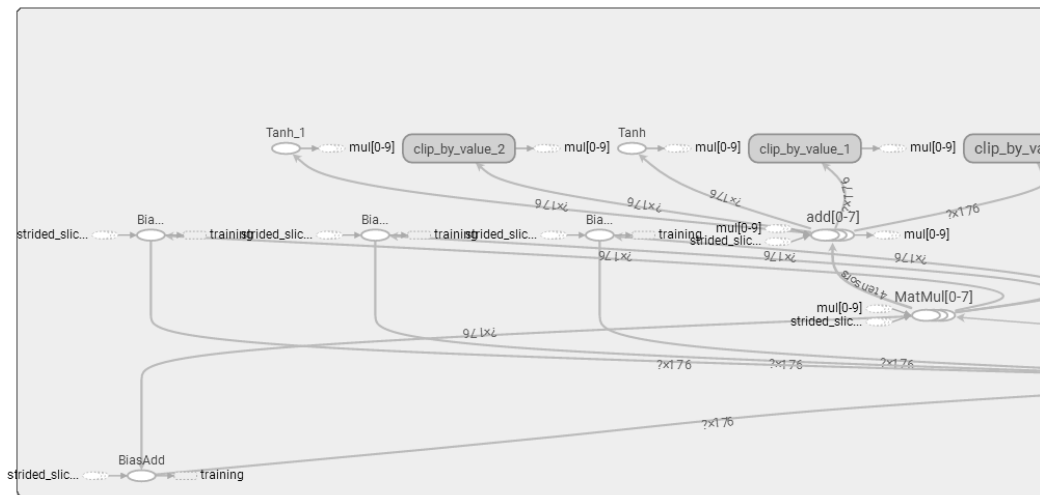 Tanh_1
mul[0-9]
clip_by_value_2
mul[0-9]
Tanh
mul[0-9]
clip_by_value_1
mul[0-9]
clip_by_va
?×176
?×176
?×176
?×176
?×176
add[0-7]
Bia...
strided_slic...
training
Bia...
strided_slic...
training
Bia...
strided_slic...
training
mul[0-9]
strided_slic...
mul[0-9]
?×176
?×176
?×176
4 tensors
MatMul[0-7]
mul[0-9]
strided_slic...
?×176
?×176
?×176
?×176
?×176
BiasAdd
strided_slic...
training